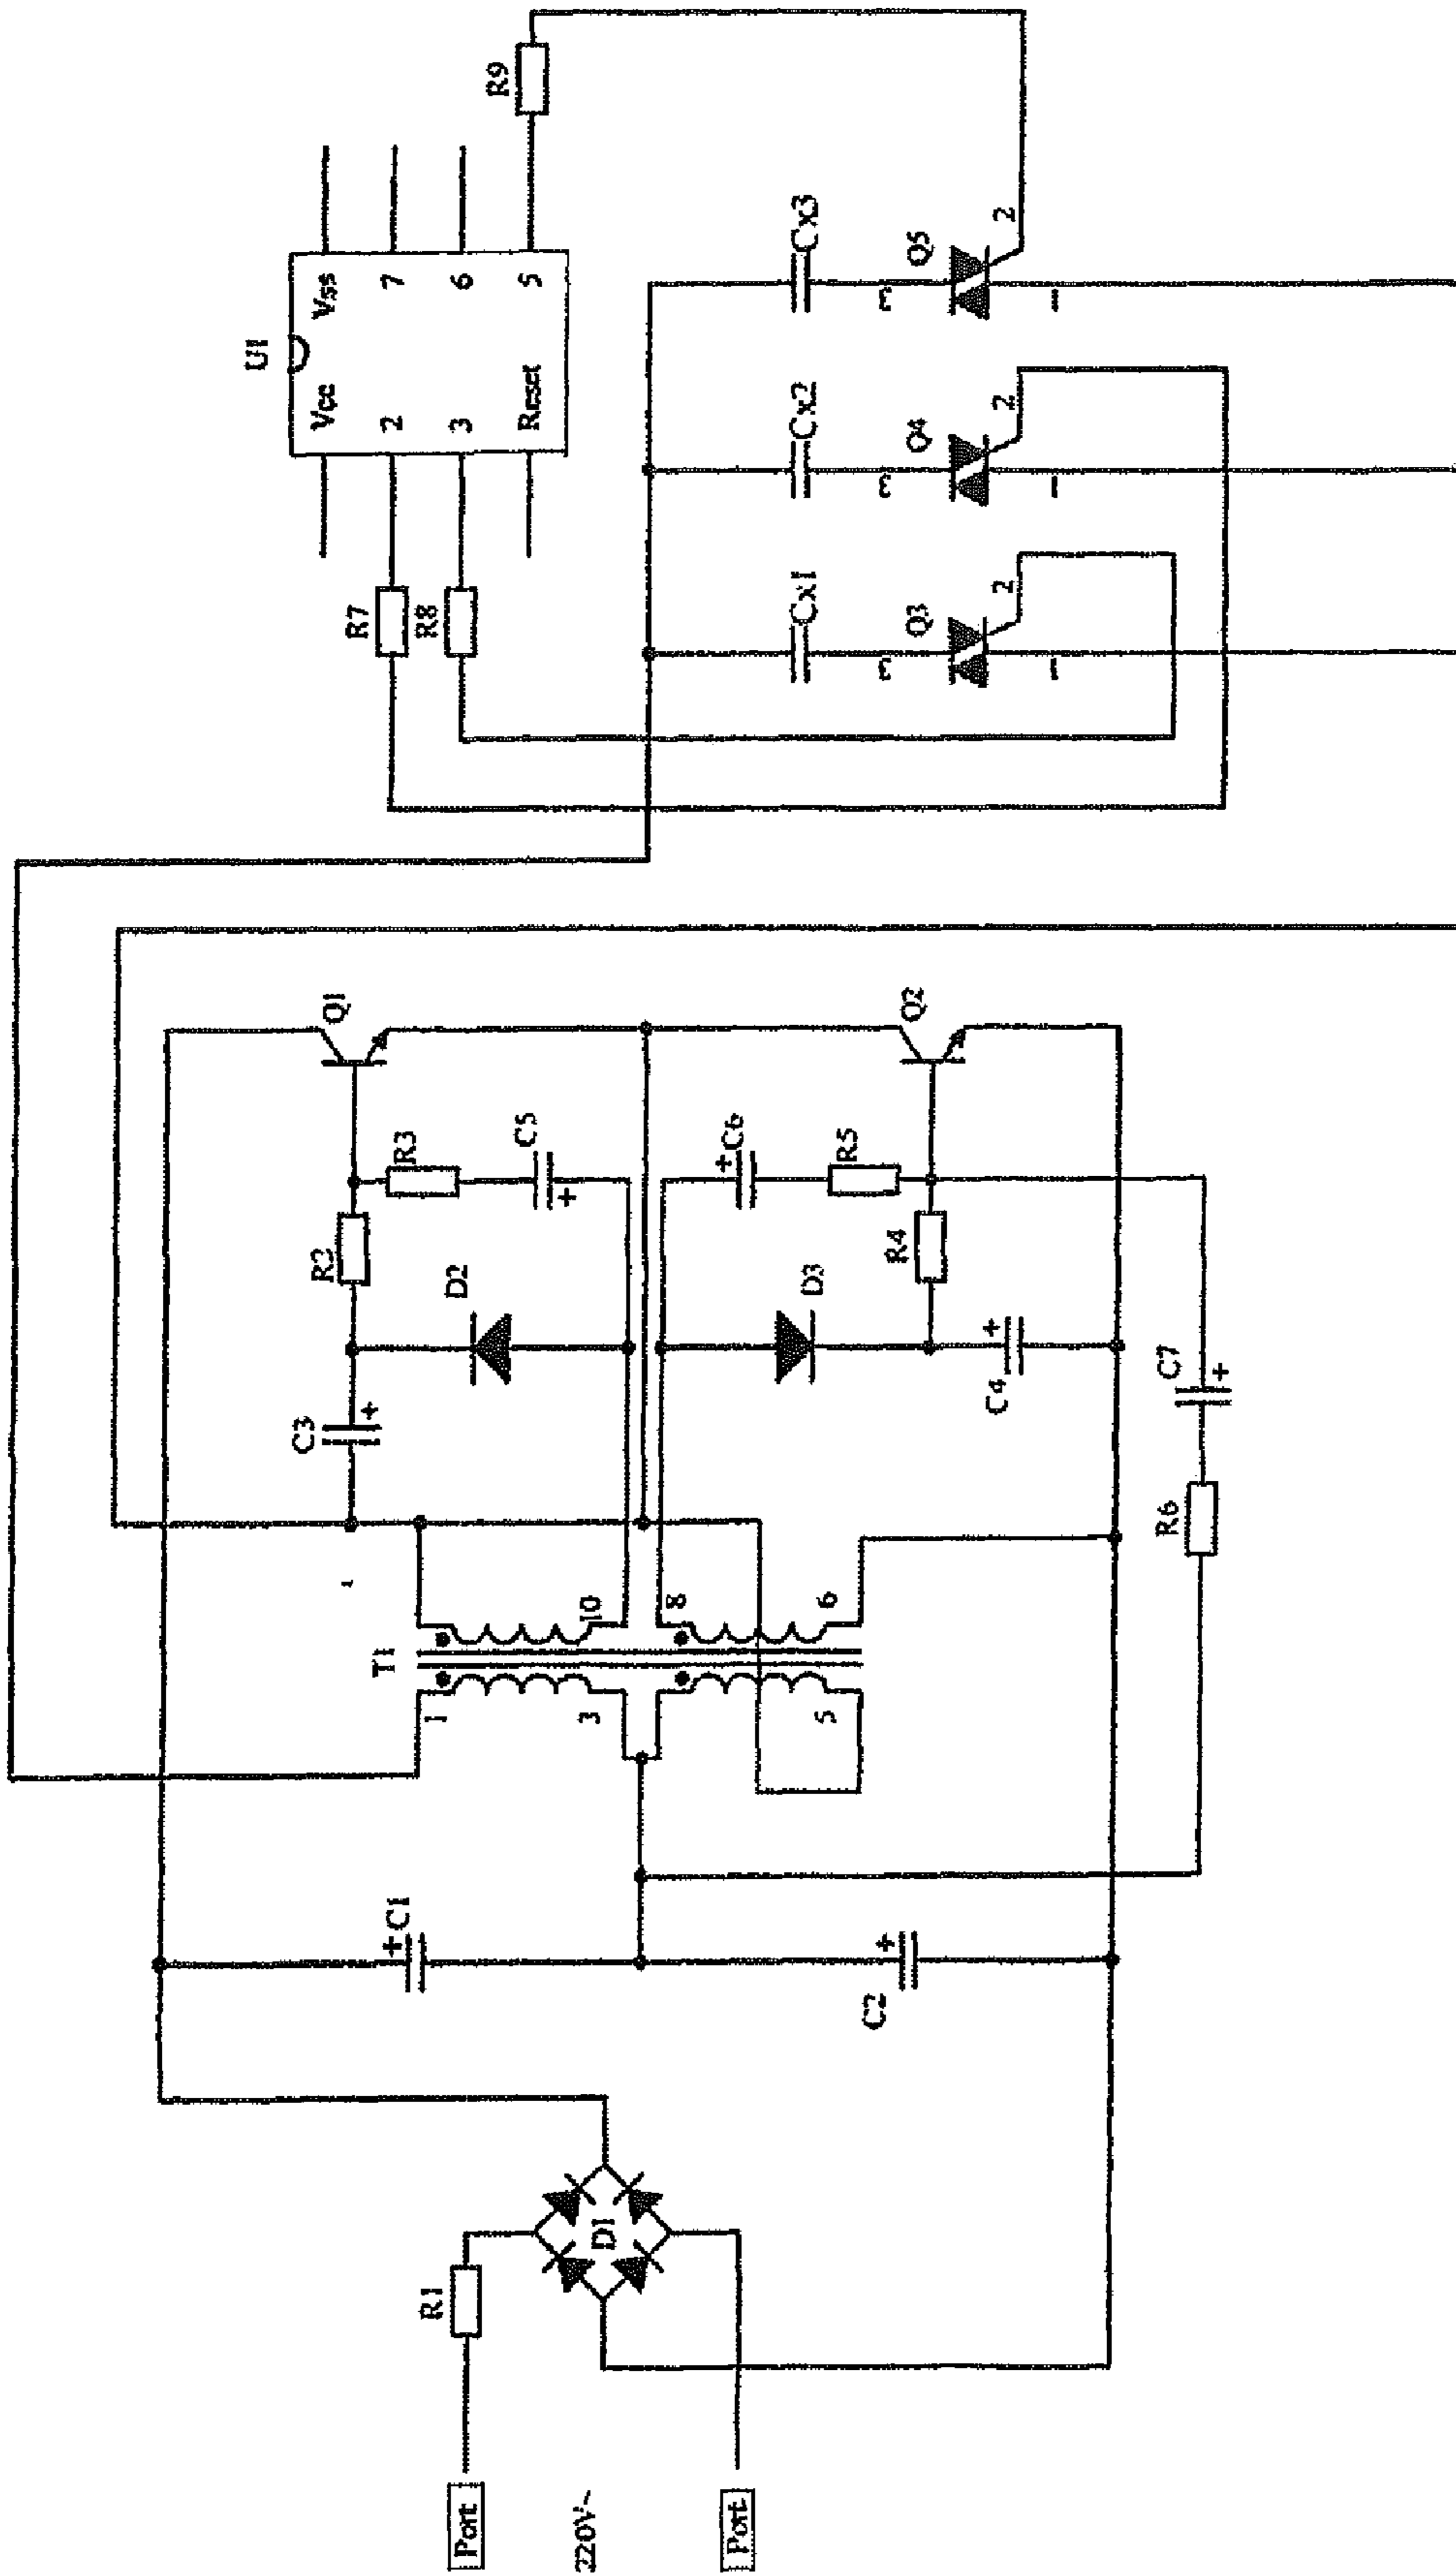 Port
220V~
Port
R1
D1
C1
C2
T1
1
3
5
10
8
6
C3
R2
D2
R3
C5
Q1
C6
R5
R4
D3
C4
Q2
R6
C7
U1
Vcc
Vss
2
7
3
6
Reset
5
R7
R8
R9
Cx1
Cx2
Cx3
3
Q3
2
1
3
Q4
2
1
3
Q5
2
1